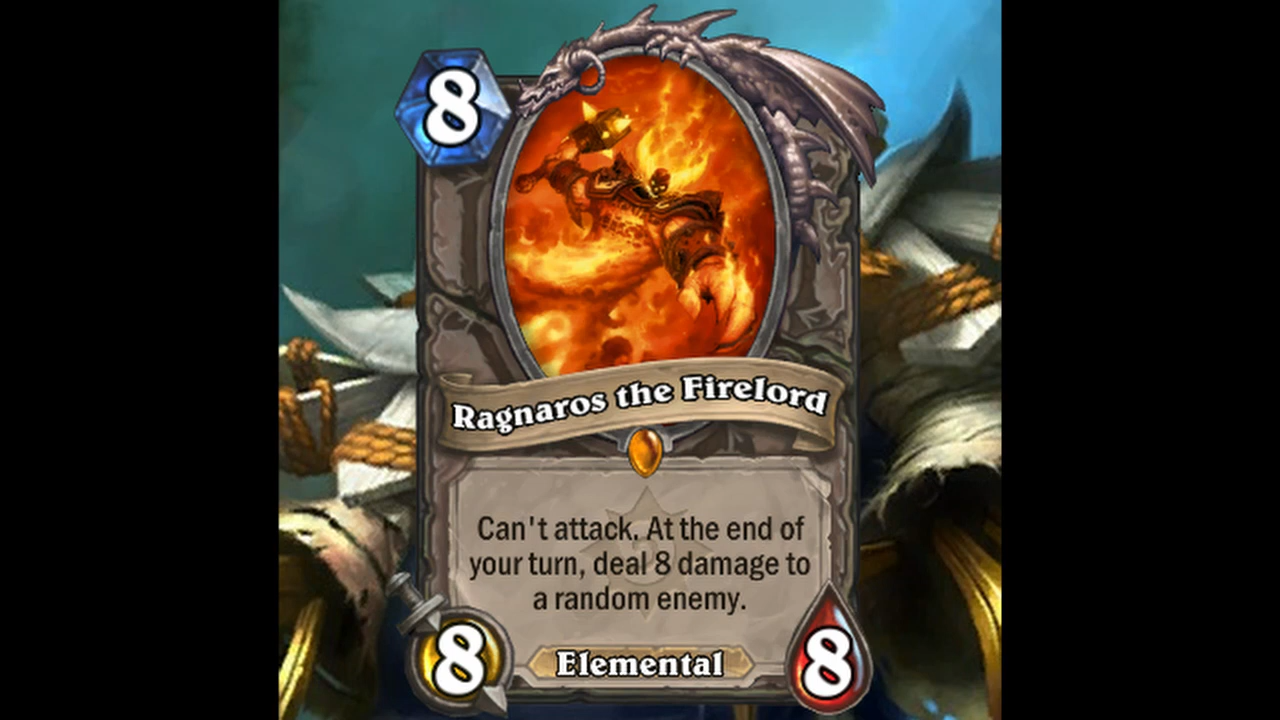 8
Ragnaros the Firelord
Can't attack. At the end of
your turn, deal 8 damage to
a random enemy.
8
Elemental
8